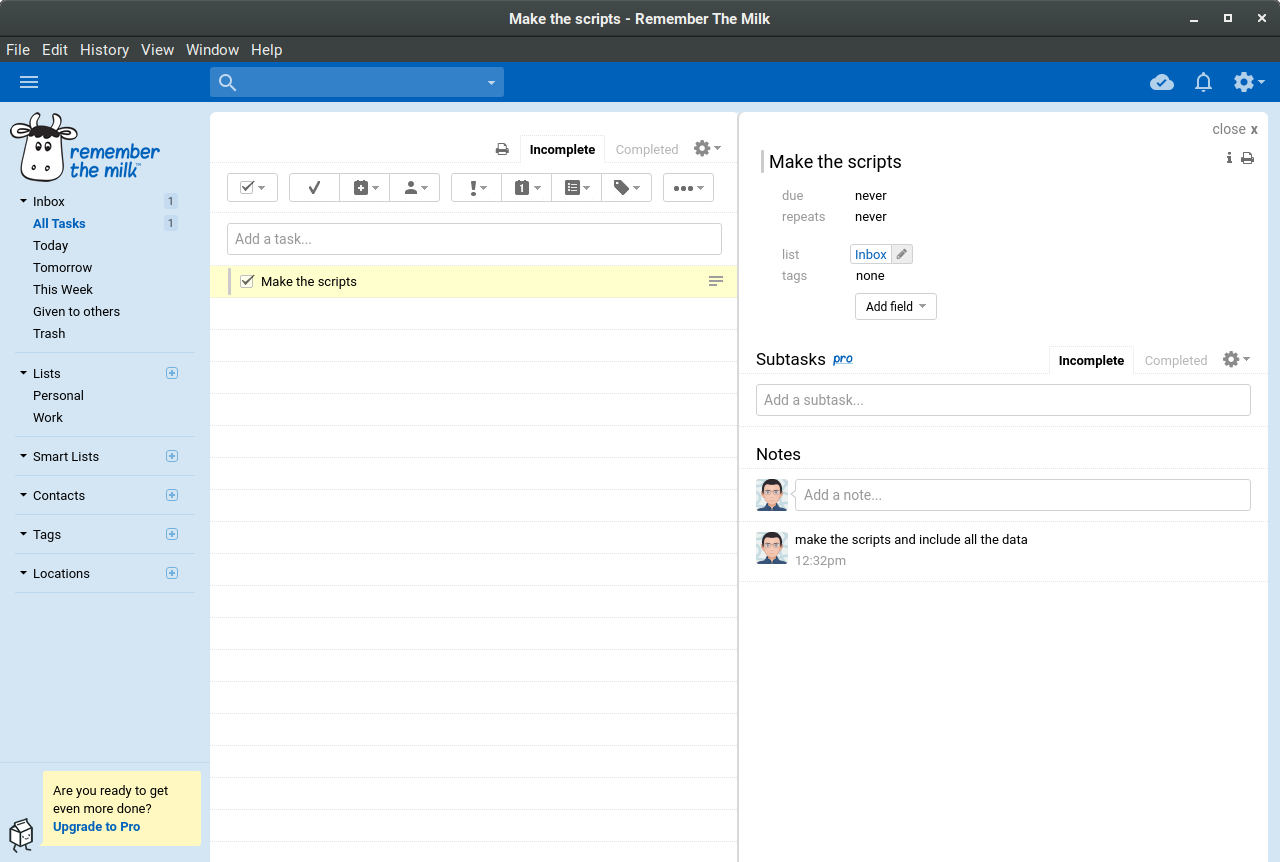 Make the scripts - Remember The Milk
File Edit History View Window Help
remember
the milk™
Inbox 1
All Tasks 1
Today
Tomorrow
This Week
Given to others
Trash
Lists
Personal
Work
Smart Lists
Contacts
Tags
Locations
Are you ready to get
even more done?
Upgrade to Pro
Incomplete Completed
1
Add a task...
Make the scripts
close x
Make the scripts
due never
repeats never
list Inbox
tags none
Add field
Subtasks pro Incomplete Completed
Add a subtask...
Notes
Add a note...
make the scripts and include all the data
12:32pm